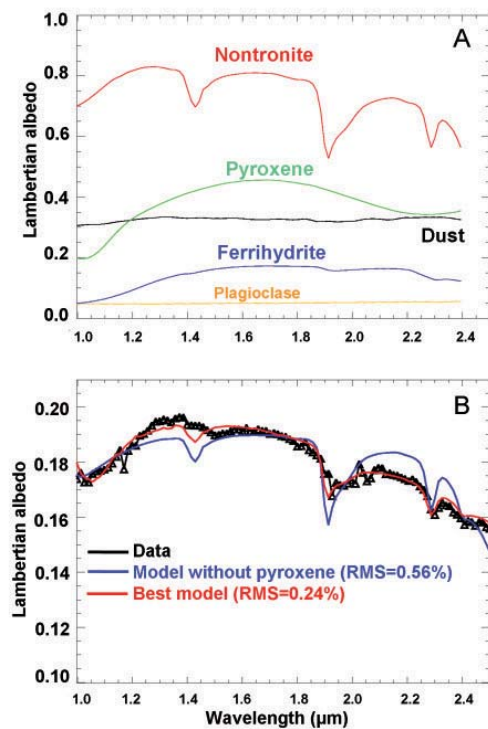 A
Lambertian albedo
1.0
0.8
0.6
0.4
0.2
0.0
Nontronite
Pyroxene
Dust
Ferrihydrite
Plagioclase
1.0 1.2 1.4 1.6 1.8 2.0 2.2 2.4
B
Lambertian albedo
0.20
0.18
0.16
0.14
0.12
0.10
Data
Model without pyroxene (RMS=0.56%)
Best model (RMS=0.24%)
1.0 1.2 1.4 1.6 1.8 2.0 2.2 2.4
Wavelength (µm)